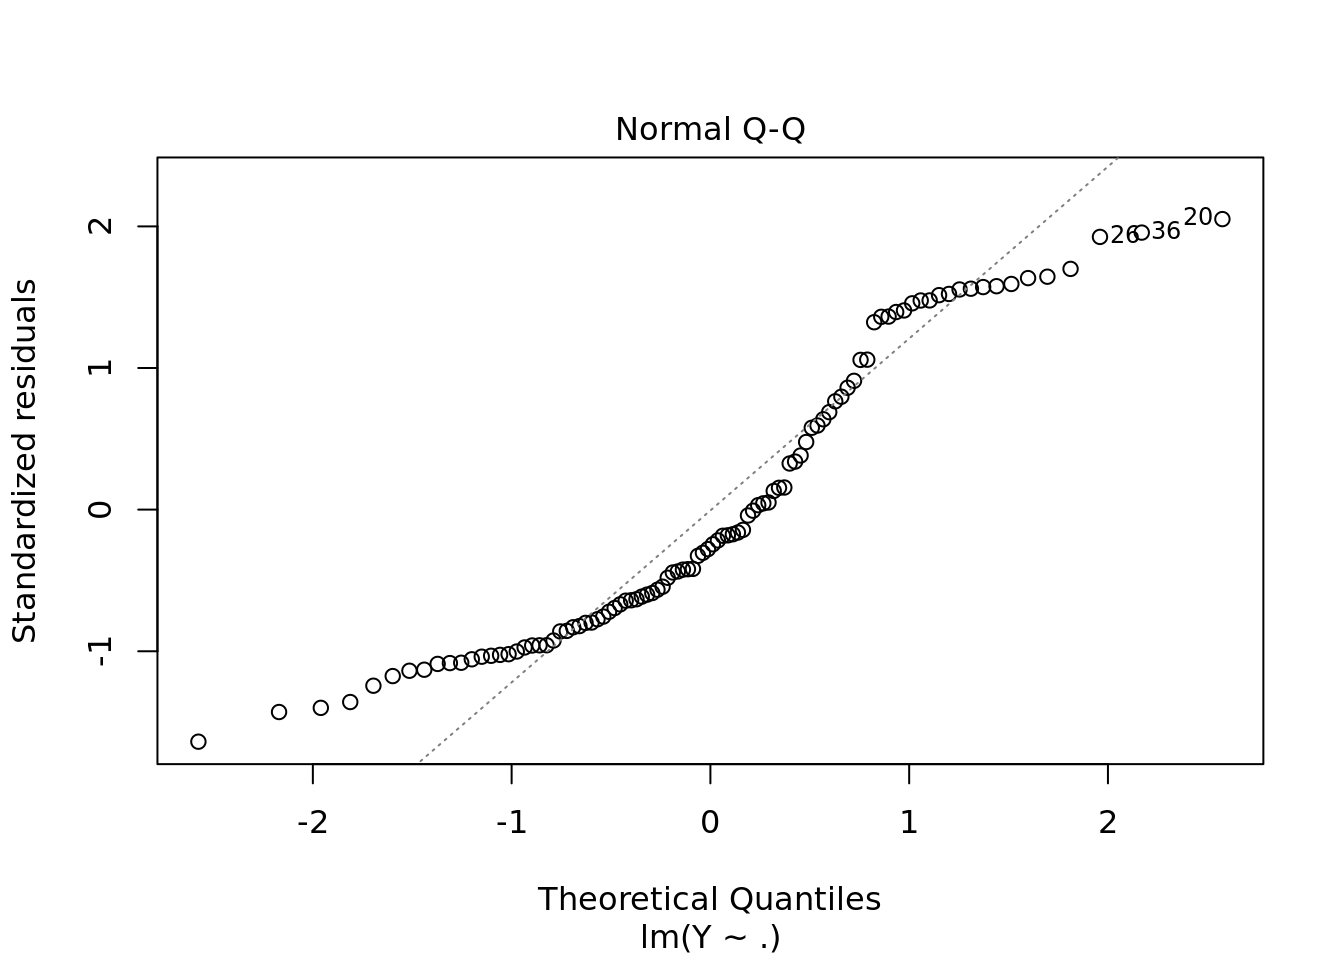 Normal Q-Q
Standardized residuals
2
1
0
-1
26
36
20
-2 -1 0 1 2
Theoretical Quantiles
lm(Y ~ .)